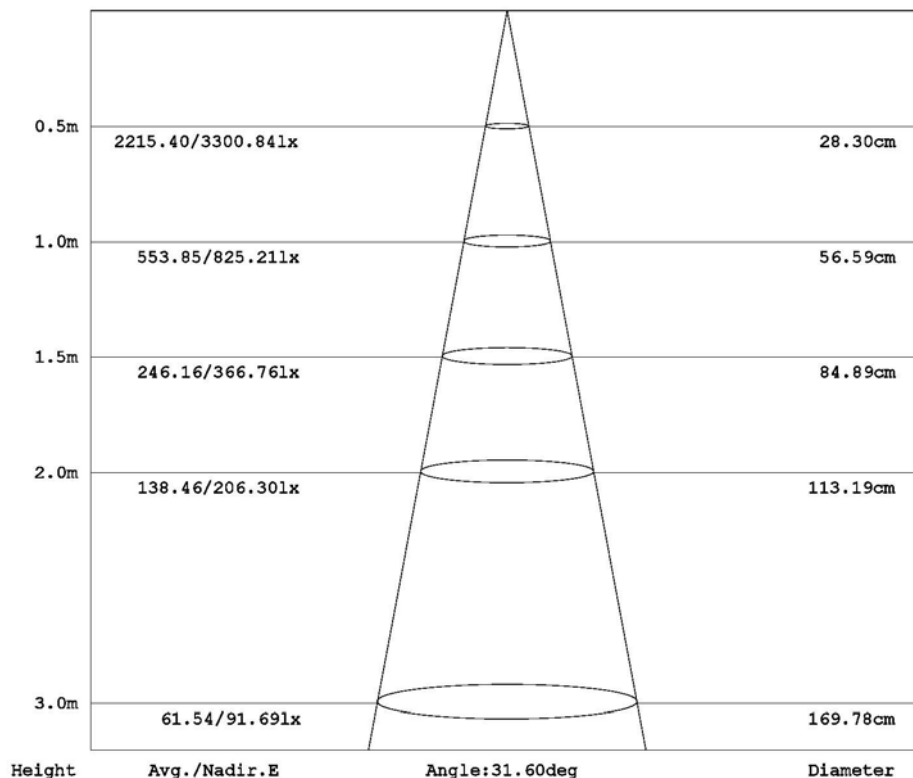 0.5m
2215.40/3300.84lx 28.30cm
1.0m
553.85/825.21lx 56.59cm
1.5m
246.16/366.76lx 84.89cm
2.0m
138.46/206.30lx 113.19cm
3.0m
61.54/91.69lx 169.78cm
Height Avg./Nadir.E Angle:31.60deg Diameter